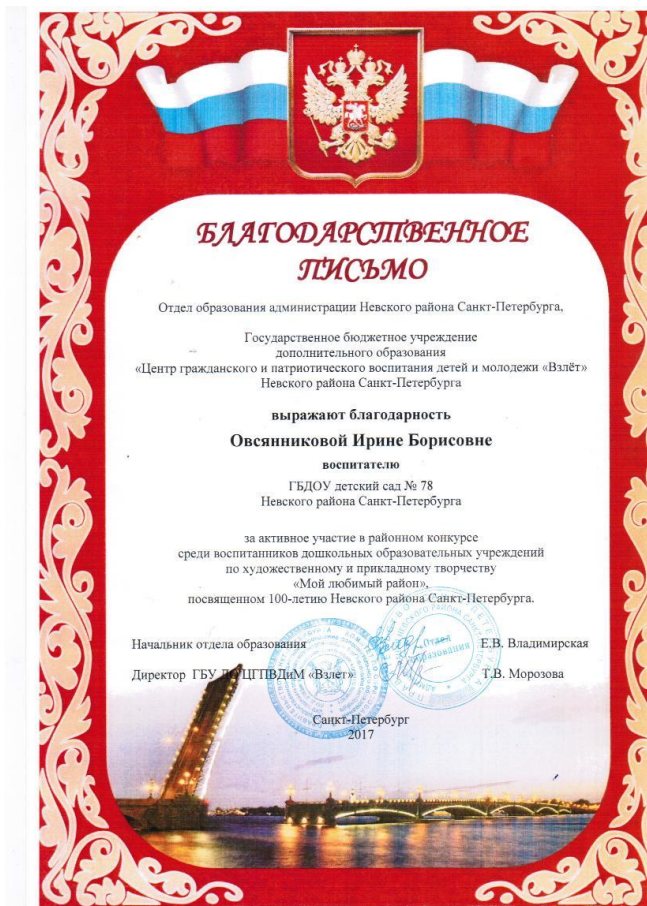 БЛАГОДАРСТВЕННОЕ
ПИСЬМО
Отдел образования администрации Невского района Санкт-Петербурга,
Государственное бюджетное учреждение
дополнительного образования
«Центр гражданского и патриотического воспитания детей и молодежи «Взлёт»
Невского района Санкт-Петербурга
выражают благодарность
Овсянниковой Ирине Борисовне
воспитателю
ГБДОУ детский сад № 78
Невского района Санкт-Петербурга
за активное участие в районном конкурсе
среди воспитанников дошкольных образовательных учреждений
по художественному и прикладному творчеству
«Мой любимый район»,
посвященном 100-летию Невского района Санкт-Петербурга.
Начальник отдела образования Е.В. Владимирская
Отдел
образования
Директор ГБУ ДО ЦГПВДиМ «Взлет» Т.В. Морозова
Санкт-Петербург
2017